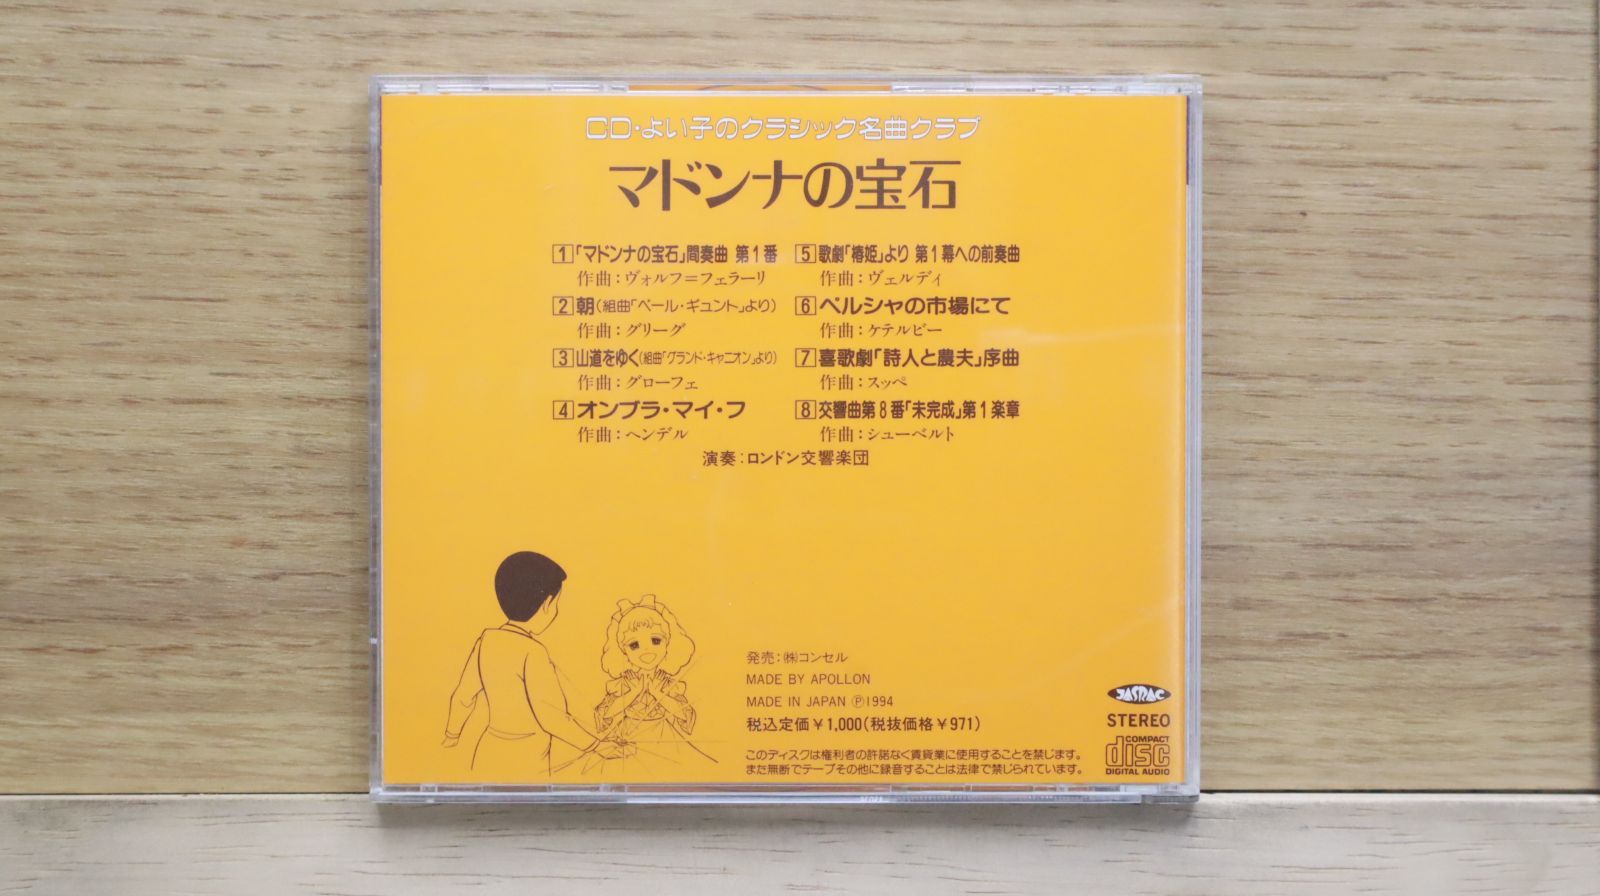 CD・よい子のクラシック名曲クラブ
マドンナの宝石
1 「マドンナの宝石」間奏曲 第1番
作曲：ヴォルフ＝フェラーリ
2 朝(組曲「ペール・ギュント」より)
作曲：グリーグ
3 山道をゆく(組曲「グランド・キャニオン」より)
作曲：グローフェ
4 オンブラ・マイ・フ
作曲：ヘンデル
5 歌劇「椿姫」より 第1幕への前奏曲
作曲：ヴェルディ
6 ペルシャの市場にて
作曲：ケテルビー
7 喜歌劇「詩人と農夫」序曲
作曲：スッペ
8 交響曲第8番「未完成」第1楽章
作曲：シューベルト
演奏：ロンドン交響楽団
発売：㈱コンセル
MADE BY APOLLON
MADE IN JAPAN Ⓟ1994
税込定価￥1,000(税抜価格￥971)
このディスクは権利者の許諾なく賃貸業に使用することを禁じます。
また無断でテープその他に録音することは法律で禁じられています。
JASRAC
STEREO
COMPACT
disc
DIGITAL AUDIO